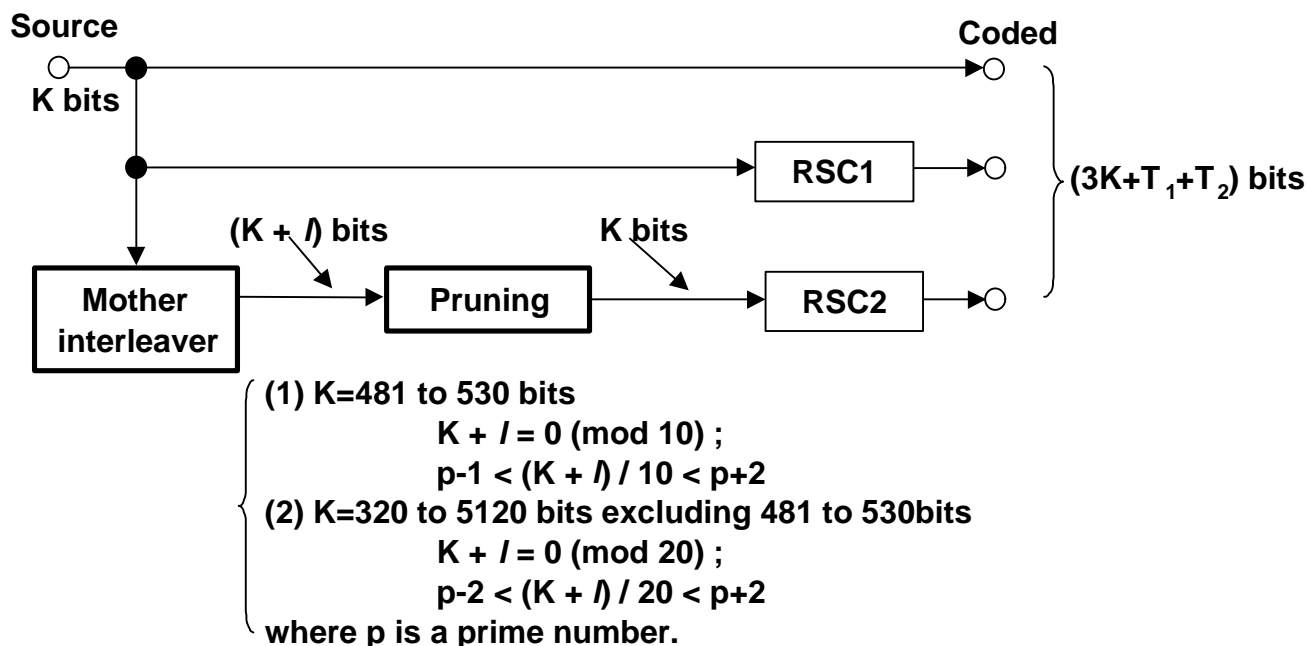 Source
Coded
K bits
RSC1
(3K+T1+T2) bits
(K + l) bits
K bits
Mother
interleaver
Pruning
RSC2
(1) K=481 to 530 bits
K + l = 0 (mod 10) ;
p-1 < (K + l) / 10 < p+2
(2) K=320 to 5120 bits excluding 481 to 530bits
K + l = 0 (mod 20) ;
p-2 < (K + l) / 20 < p+2
where p is a prime number.